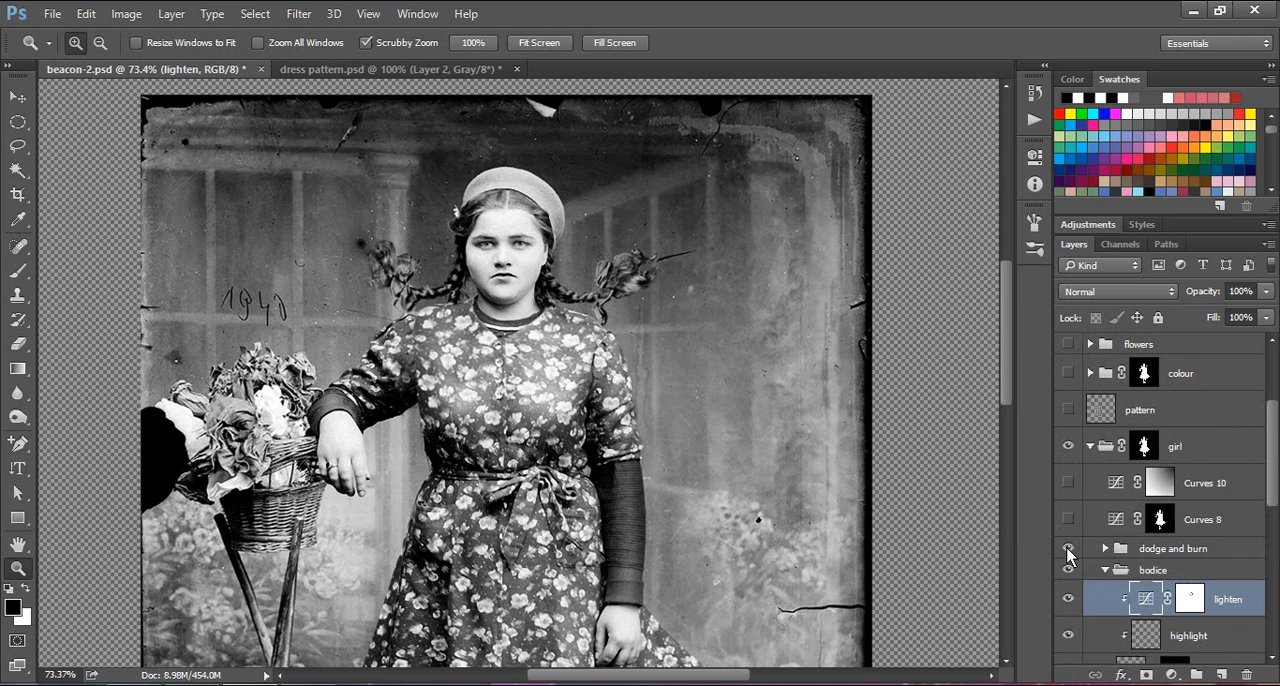 Ps File Edit Image Layer Type Select Filter 3D View Window Help
Resize Windows to Fit Zoom All Windows Scrubby Zoom 100% Fit Screen Fill Screen Essentials
beacon-2.psd @ 73.4% (lighten, RGB/8) * × dress pattern.psd @ 100% (Layer 2, Gray/8*) * ×
Color Swatches
1940
Adjustments Styles
Layers Channels Paths
Kind
Normal Opacity: 100%
Lock: Fill: 100%
flowers
colour
pattern
girl
Curves 10
Curves 8
dodge and burn
bodice
lighten
highlight
73.37% Doc: 8.98M/454.0M
fx